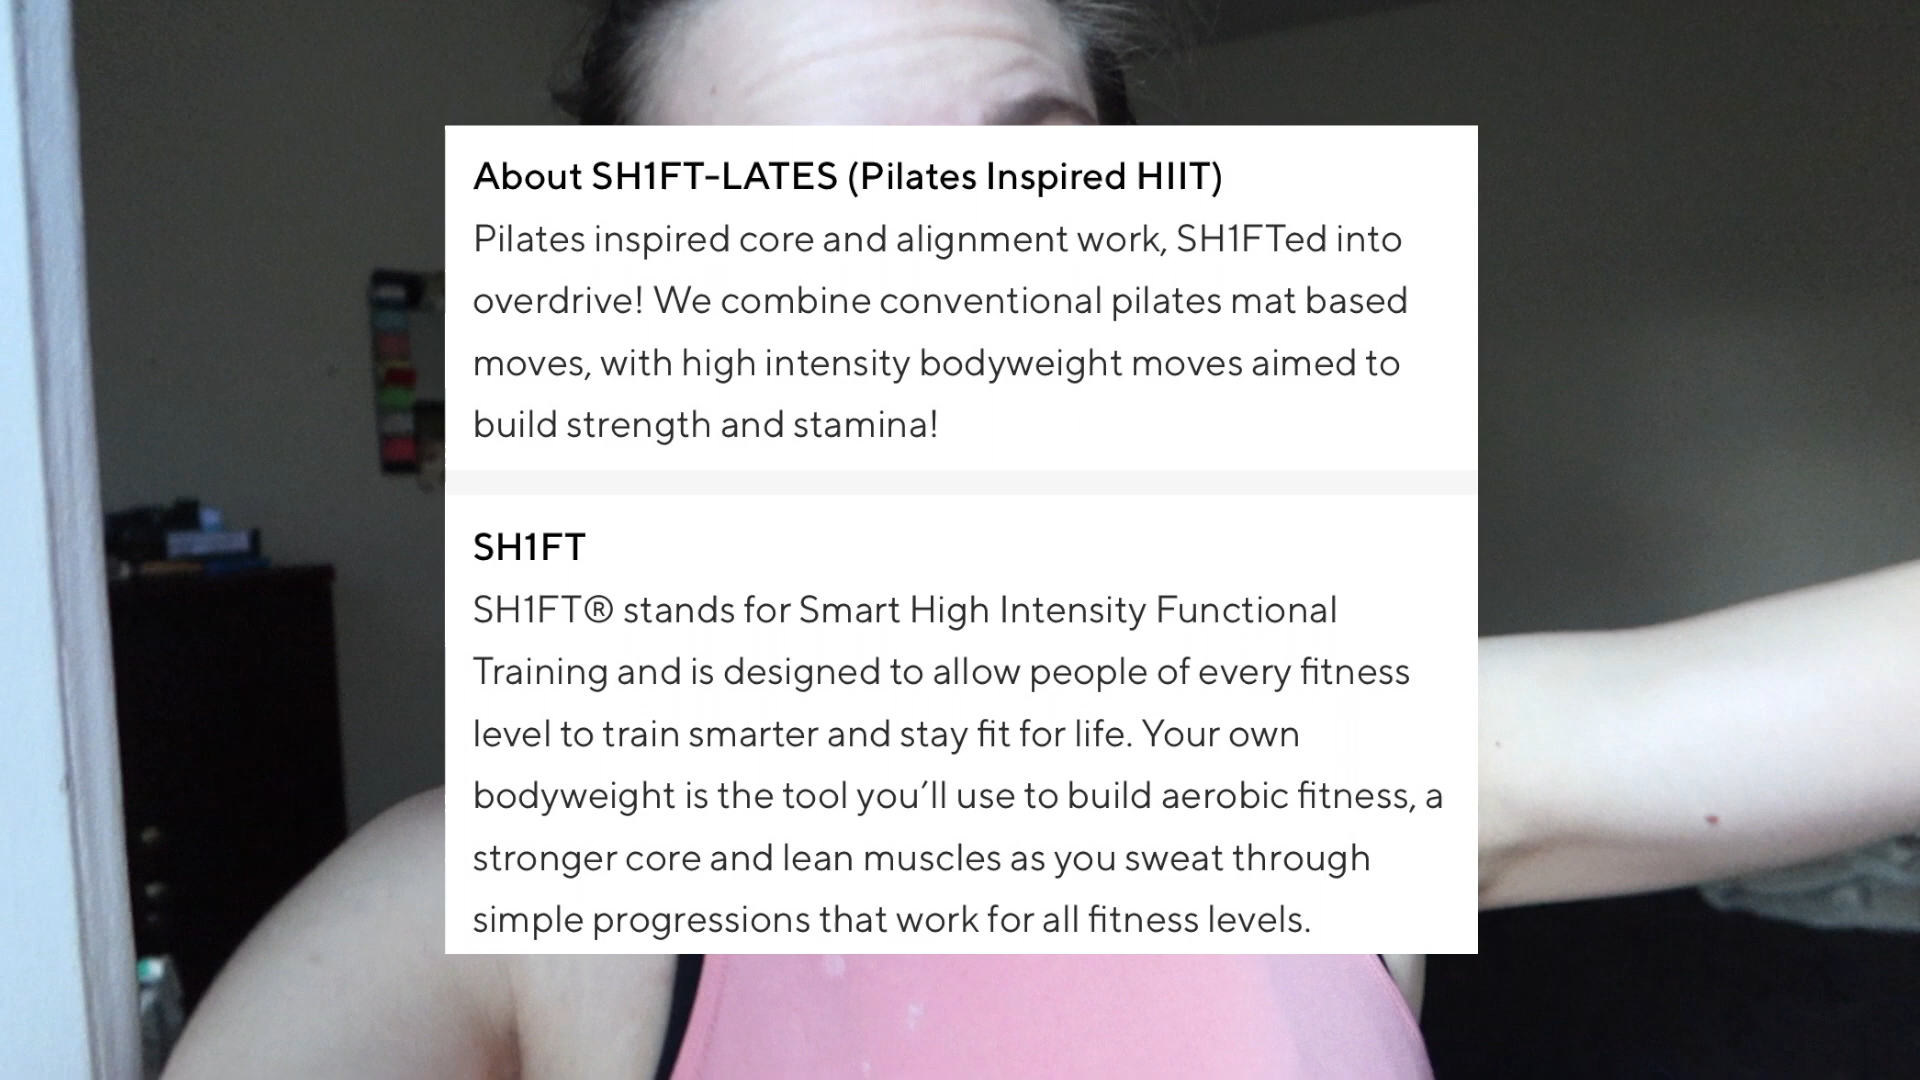 About SH1FT-LATES (Pilates Inspired HIIT)
Pilates inspired core and alignment work, SH1FTed into
overdrive! We combine conventional pilates mat based
moves, with high intensity bodyweight moves aimed to
build strength and stamina!
SH1FT
SH1FT® stands for Smart High Intensity Functional
Training and is designed to allow people of every fitness
level to train smarter and stay fit for life. Your own
bodyweight is the tool you’ll use to build aerobic fitness, a
stronger core and lean muscles as you sweat through
simple progressions that work for all fitness levels.